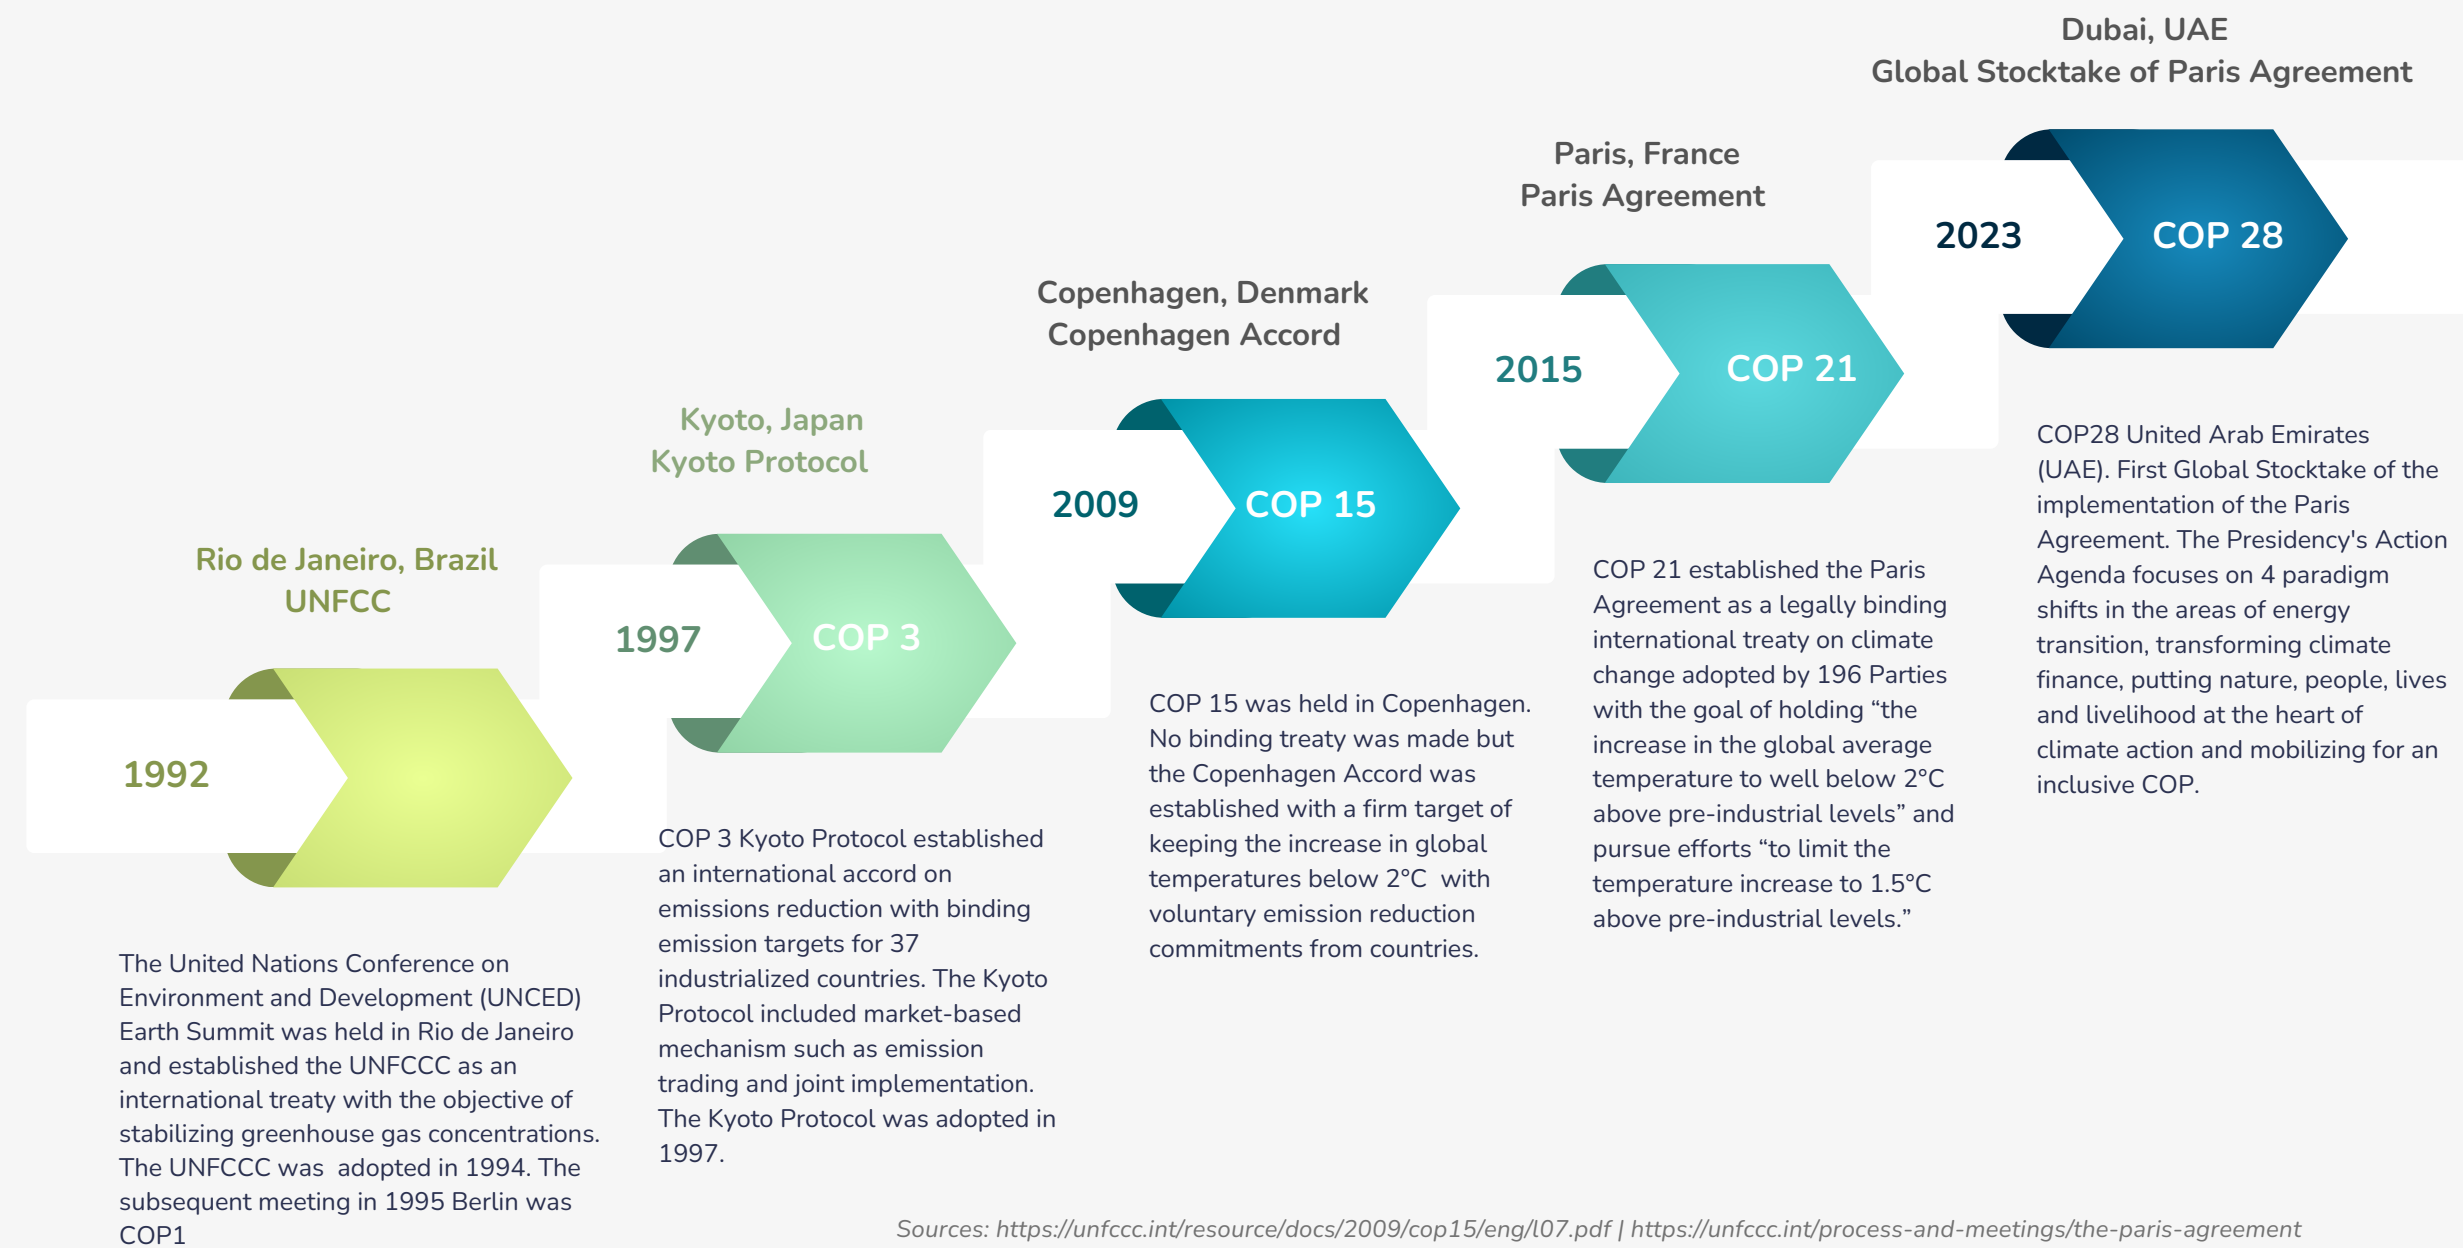 Rio de Janeiro, Brazil
UNFCC
1992
The United Nations Conference on
Environment and Development (UNCED)
Earth Summit was held in Rio de Janeiro
and established the UNFCCC as an
international treaty with the objective of
stabilizing greenhouse gas concentrations.
The UNFCCC was  adopted in 1994. The
subsequent meeting in 1995 Berlin was
COP1
Kyoto, Japan
Kyoto Protocol
1997
COP 3
COP 3 Kyoto Protocol established
an international accord on
emissions reduction with binding
emission targets for 37
industrialized countries. The Kyoto
Protocol included market-based
mechanism such as emission
trading and joint implementation.
The Kyoto Protocol was adopted in
1997.
Copenhagen, Denmark
Copenhagen Accord
2009
COP 15
COP 15 was held in Copenhagen.
No binding treaty was made but
the Copenhagen Accord was
established with a firm target of
keeping the increase in global
temperatures below 2°C  with
voluntary emission reduction
commitments from countries.
Paris, France
Paris Agreement
2015
COP 21
COP 21 established the Paris
Agreement as a legally binding
international treaty on climate
change adopted by 196 Parties
with the goal of holding “the
increase in the global average
temperature to well below 2°C
above pre-industrial levels” and
pursue efforts “to limit the
temperature increase to 1.5°C
above pre-industrial levels.”
Dubai, UAE
Global Stocktake of Paris Agreement
2023
COP 28
COP28 United Arab Emirates
(UAE). First Global Stocktake of the
implementation of the Paris
Agreement. The Presidency's Action
Agenda focuses on 4 paradigm
shifts in the areas of energy
transition, transforming climate
finance, putting nature, people, lives
and livelihood at the heart of
climate action and mobilizing for an
inclusive COP.
Sources: https://unfccc.int/resource/docs/2009/cop15/eng/l07.pdf | https://unfccc.int/process-and-meetings/the-paris-agreement